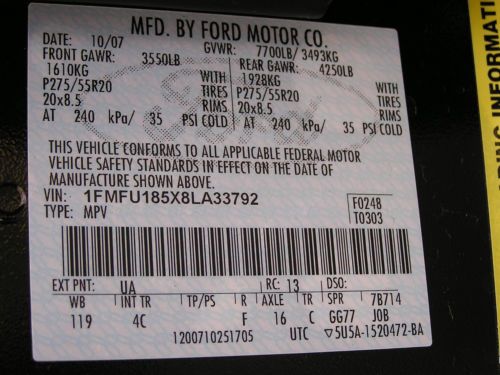 MFD. BY FORD MOTOR CO.
DATE: 10/07 GVWR: 7700LB/ 3493KG
FRONT GAWR: 3550LB REAR GAWR: 4250LB
1610KG WITH 1928KG WITH
P275/55R20 TIRES P275/55R20 TIRES
20x8.5 RIMS 20x8.5 RIMS
AT 240 kPa/ 35 PSI COLD AT 240 kPa/ 35 PSI COLD
THIS VEHICLE CONFORMS TO ALL APPLICABLE FEDERAL MOTOR
VEHICLE SAFETY STANDARDS IN EFFECT ON THE DATE OF
MANUFACTURE SHOWN ABOVE.
VIN: 1FMFU185X8LA33792 F0248
TYPE: MPV T0303
EXT PNT: UA RC: 13 DSO:
WB INT TR TP/PS R AXLE TR SPR 7B714
119 4C F 16 C GG77 JOB
1200710251705 UTC ▽5U5A-1520472-BA
INFORMATION